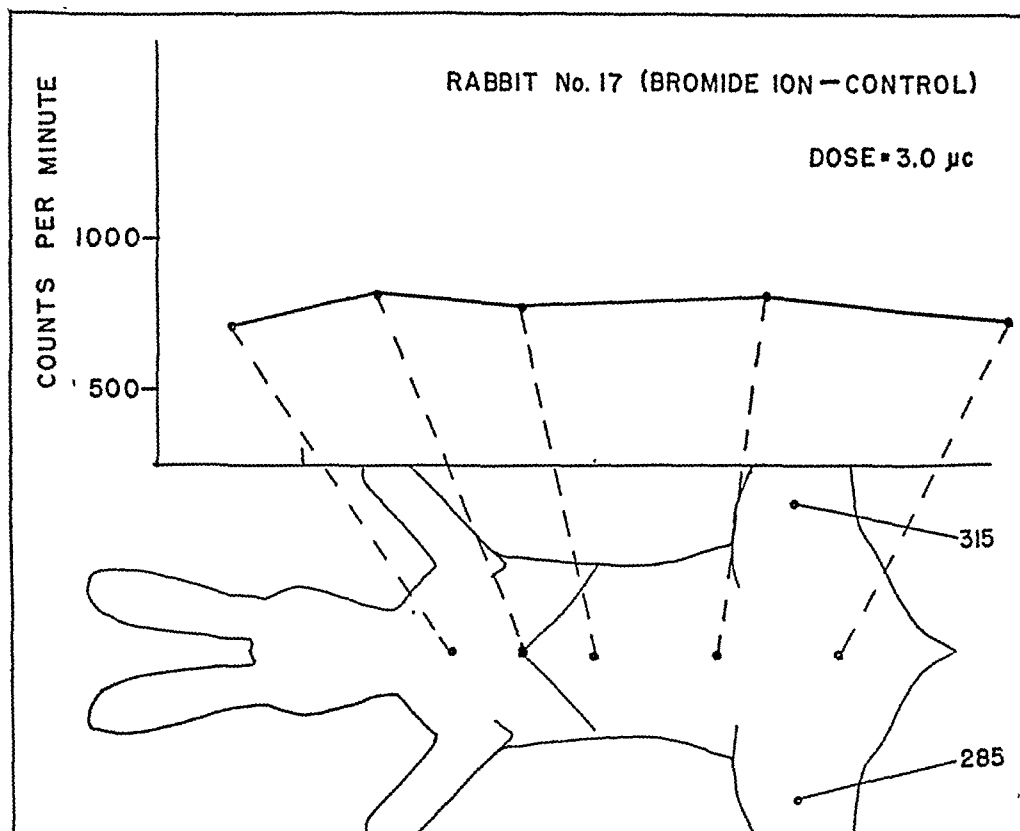 RABBIT No. 17 (BROMIDE ION—CONTROL)
DOSE = 3.0 µc
COUNTS PER MINUTE
1000
500
315
285